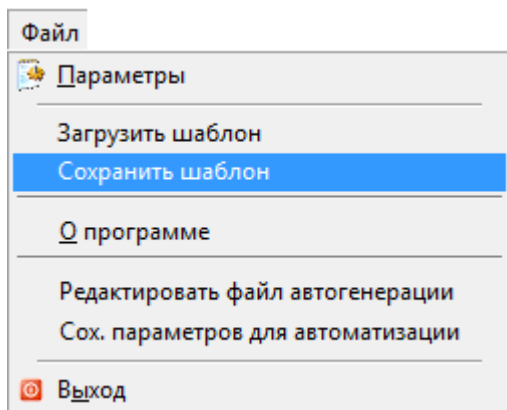 Файл
Параметры
Загрузить шаблон
Сохранить шаблон
О программе
Редактировать файл автогенерации
Сох. параметров для автоматизации
Выход